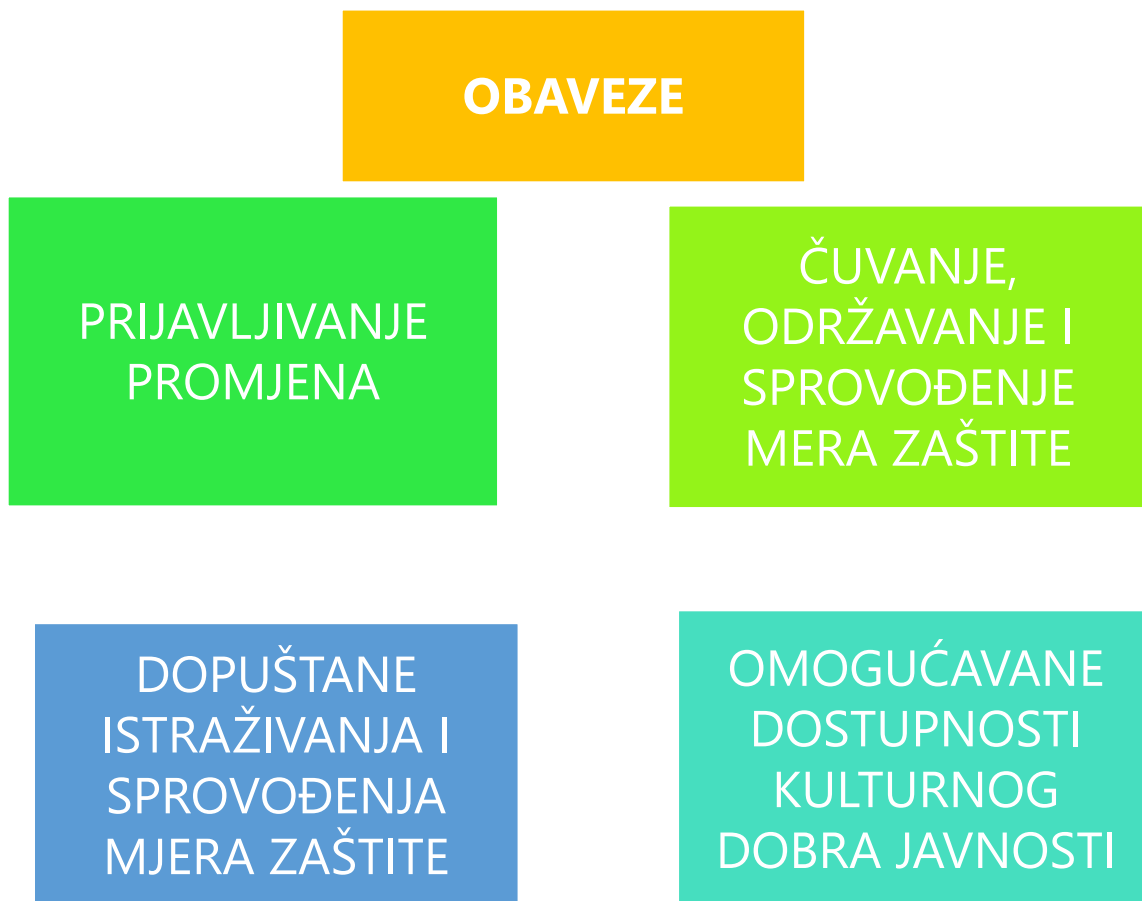 OBAVEZE
PRIJAVLJIVANJE
PROMJENA
ČUVANJE,
ODRŽAVANJE I
SPROVOĐENJE
MERA ZAŠTITE
DOPUŠTANE
ISTRAŽIVANJA I
SPROVOĐENJA
MJERA ZAŠTITE
OMOGUĆAVANE
DOSTUPNOSTI
KULTURNOG
DOBRA JAVNOSTI